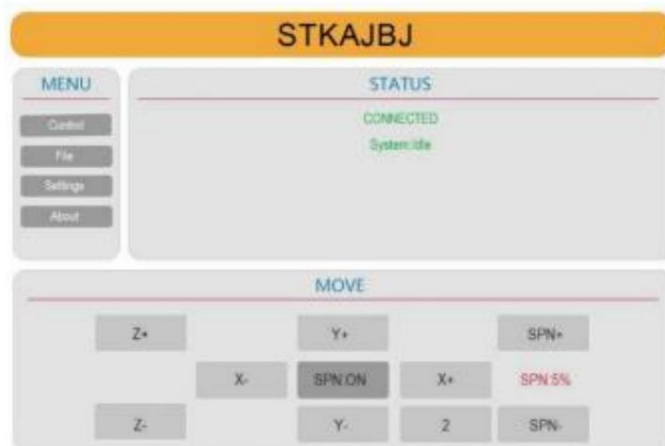 STKAJBJ
MENU
Control
File
Settings
About
STATUS
CONNECTED
System:Idle
MOVE
Z+ Y+ SPN+
X- SPN:ON X+ SPN:5%
Z- Y- 2 SPN-